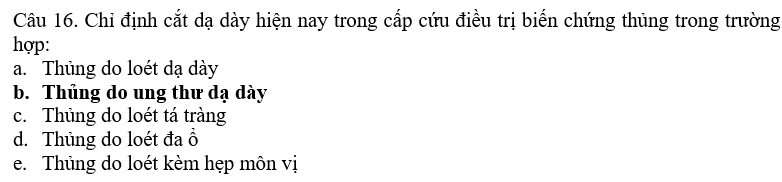 Câu 16. Chỉ định cắt dạ dày hiện nay trong cấp cứu điều trị biến chứng thủng trong trường
hợp:
a. Thủng do loét dạ dày
b. Thủng do ung thư dạ dày
c. Thủng do loét tá tràng
d. Thủng do loét đa ổ
e. Thủng do loét kèm hẹp môn vị